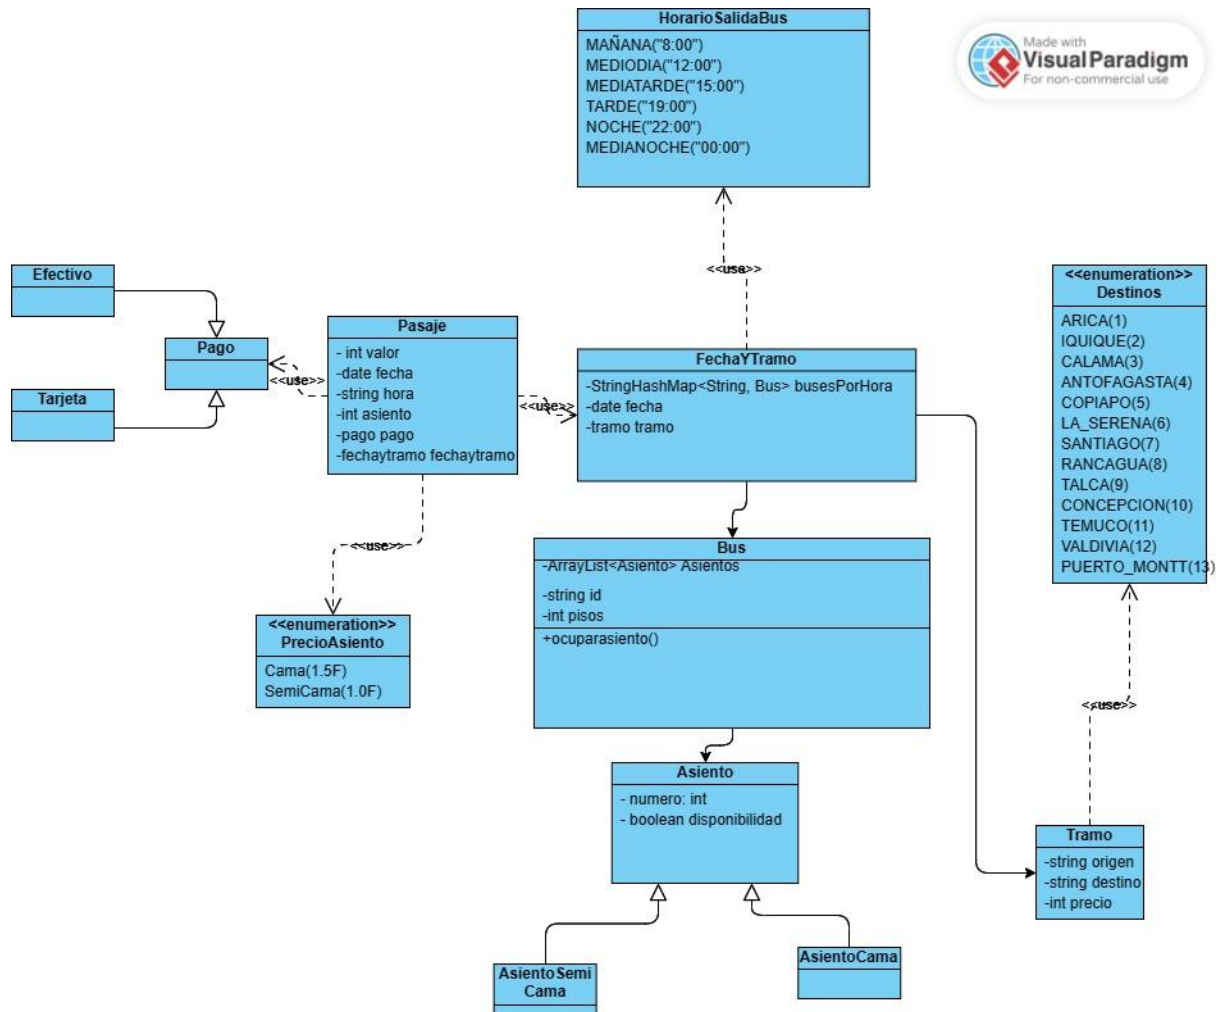 HorarioSalidaBus
MAÑANA("8:00")
MEDIODIA("12:00")
MEDIATARDE("15:00")
TARDE("19:00")
NOCHE("22:00")
MEDIANOCHE("00:00")
Made with
Visual Paradigm
For non-commercial use
<<use>>
Efectivo
Pago
Tarjeta
<<use>>
Pasaje
- int valor
-date fecha
-string hora
-int asiento
-pago pago
-fechaytramo fechaytramo
<<use>>
FechaYTramo
-StringHashMap<String, Bus> busesPorHora
-date fecha
-tramo tramo
<<enumeration>>
Destinos
ARICA(1)
IQUIQUE(2)
CALAMA(3)
ANTOFAGASTA(4)
COPIAPO(5)
LA_SERENA(6)
SANTIAGO(7)
RANCAGUA(8)
TALCA(9)
CONCEPCION(10)
TEMUCO(11)
VALDIVIA(12)
PUERTO_MONTT(13)
<<use>>
<<enumeration>>
PrecioAsiento
Cama(1.5F)
SemiCama(1.0F)
Bus
-ArrayList<Asiento> Asientos
-string id
-int pisos
+ocuparasiento()
<<use>>
Asiento
- numero: int
- boolean disponibilidad
Tramo
-string origen
-string destino
-int precio
AsientoSemi
Cama
AsientoCama